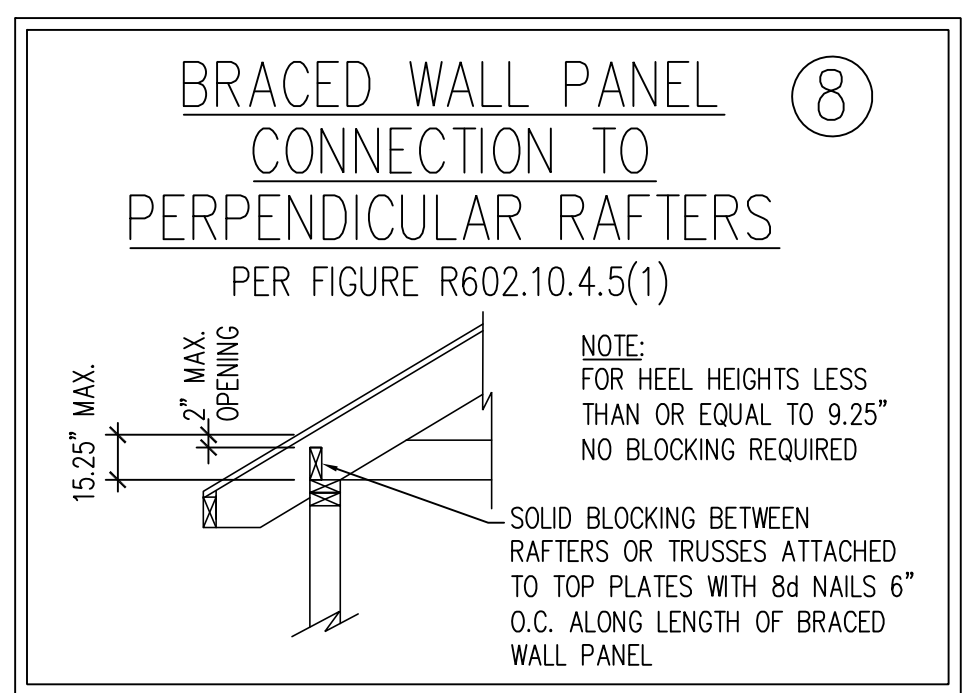 BRACED WALL PANEL
8
CONNECTION TO
PERPENDICULAR RAFTERS
PER FIGURE R602.10.4.5(1)
15.25" MAX.
2" MAX.
OPENING
NOTE:
FOR HEEL HEIGHTS LESS
THAN OR EQUAL TO 9.25"
NO BLOCKING REQUIRED
SOLID BLOCKING BETWEEN
RAFTERS OR TRUSSES ATTACHED
TO TOP PLATES WITH 8d NAILS 6"
O.C. ALONG LENGTH OF BRACED
WALL PANEL